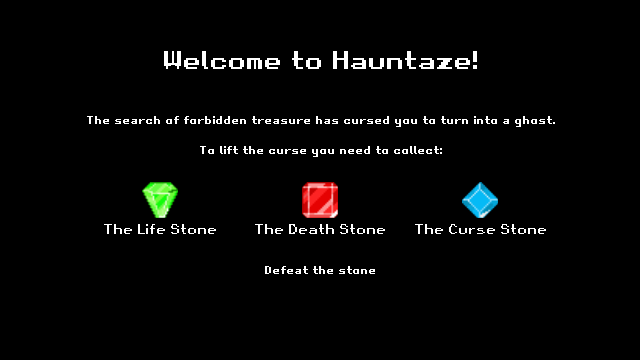 Welcome to Hauntaze!
The search of forbidden treasure has cursed you to turn into a ghost.
To lift the curse you need to collect:
The Life Stone
The Death Stone
The Curse Stone
Defeat the stone